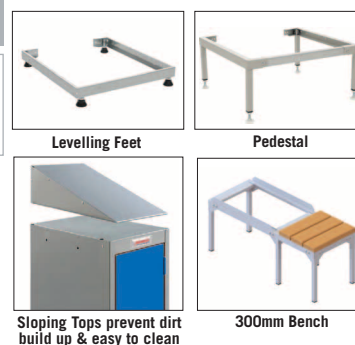 Levelling Feet
Pedestal
Sloping Tops prevent dirt
build up & easy to clean
300mm Bench